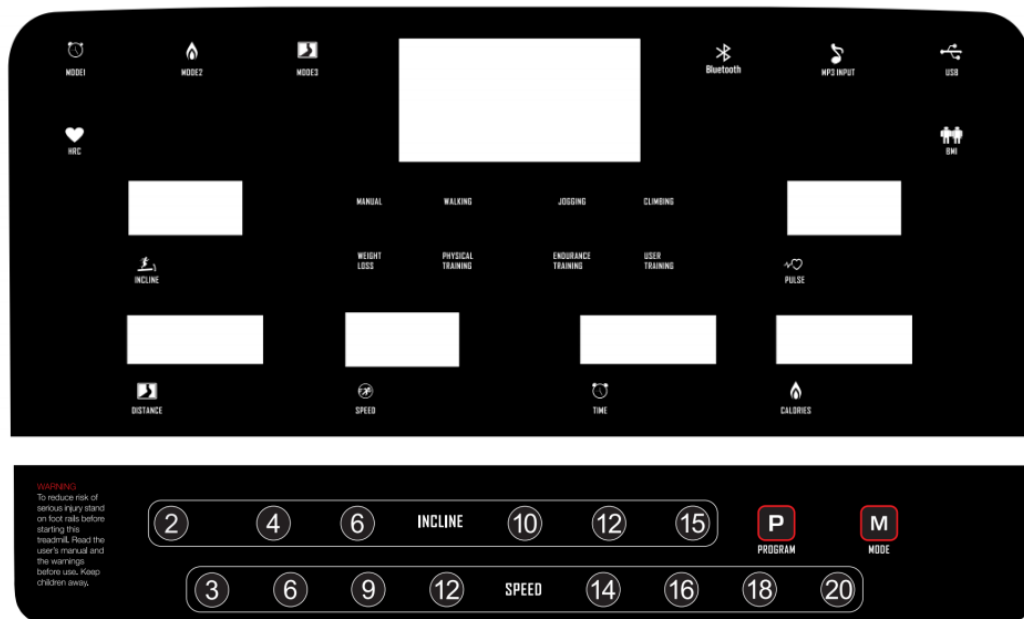 MODE1
MODE2
MODE3
Bluetooth
MP3 INPUT
USB
HRC
BMI
MANUAL
WALKING
JOGGING
CLIMBING
WEIGHT
LOSS
PHYSICAL
TRAINING
ENDURANCE
TRAINING
USER
TRAINING
INCLINE
PULSE
DISTANCE
SPEED
TIME
CALORIES
WARNING
To reduce risk of
serious injury stand
on foot rails before
starting this
treadmill. Read the
user's manual and
the warnings
before use. Keep
children away.
2 4 6 INCLINE 10 12 15
P
PROGRAM
M
MODE
3 6 9 12 SPEED 14 16 18 20